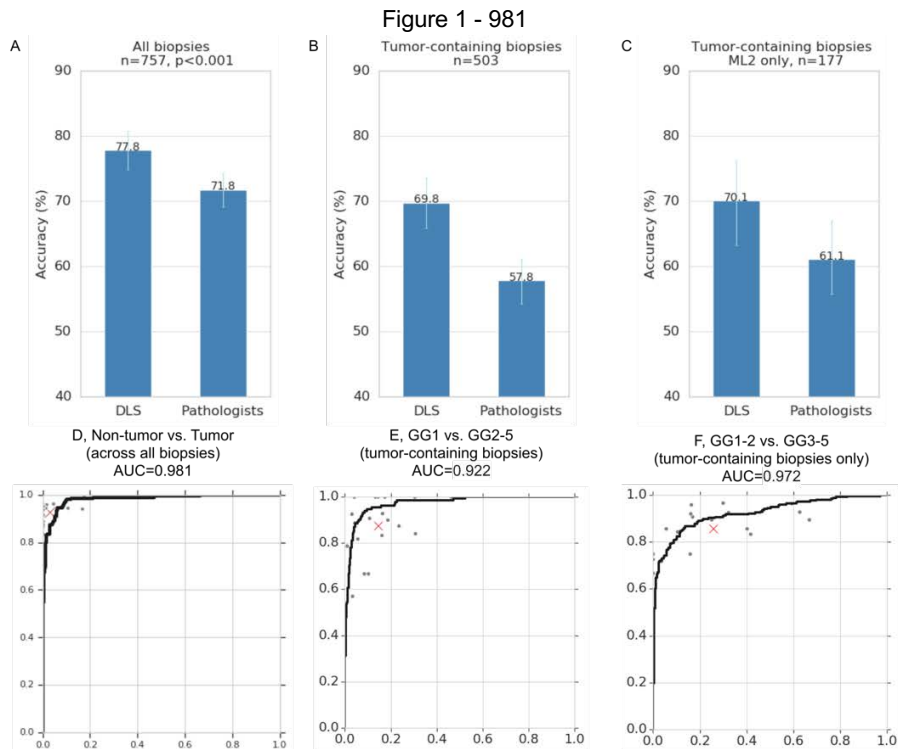 Figure 1 - 981
A
All biopsies
n=757, p<0.001
90
80
70
60
50
40
Accuracy (%)
77.8
71.8
DLS
Pathologists
B
Tumor-containing biopsies
n=503
90
80
70
60
50
40
Accuracy (%)
69.8
57.8
DLS
Pathologists
C
Tumor-containing biopsies
ML2 only, n=177
90
80
70
60
50
40
Accuracy (%)
70.1
61.1
DLS
Pathologists
D, Non-tumor vs. Tumor
(across all biopsies)
AUC=0.981
1.0
0.8
0.6
0.4
0.2
0.0
0.0 0.2 0.4 0.6 0.8 1.0
E, GG1 vs. GG2-5
(tumor-containing biopsies)
AUC=0.922
1.0
0.8
0.6
0.4
0.2
0.0
0.0 0.2 0.4 0.6 0.8 1.0
F, GG1-2 vs. GG3-5
(tumor-containing biopsies only)
AUC=0.972
1.0
0.8
0.6
0.4
0.2
0.0
0.0 0.2 0.4 0.6 0.8 1.0